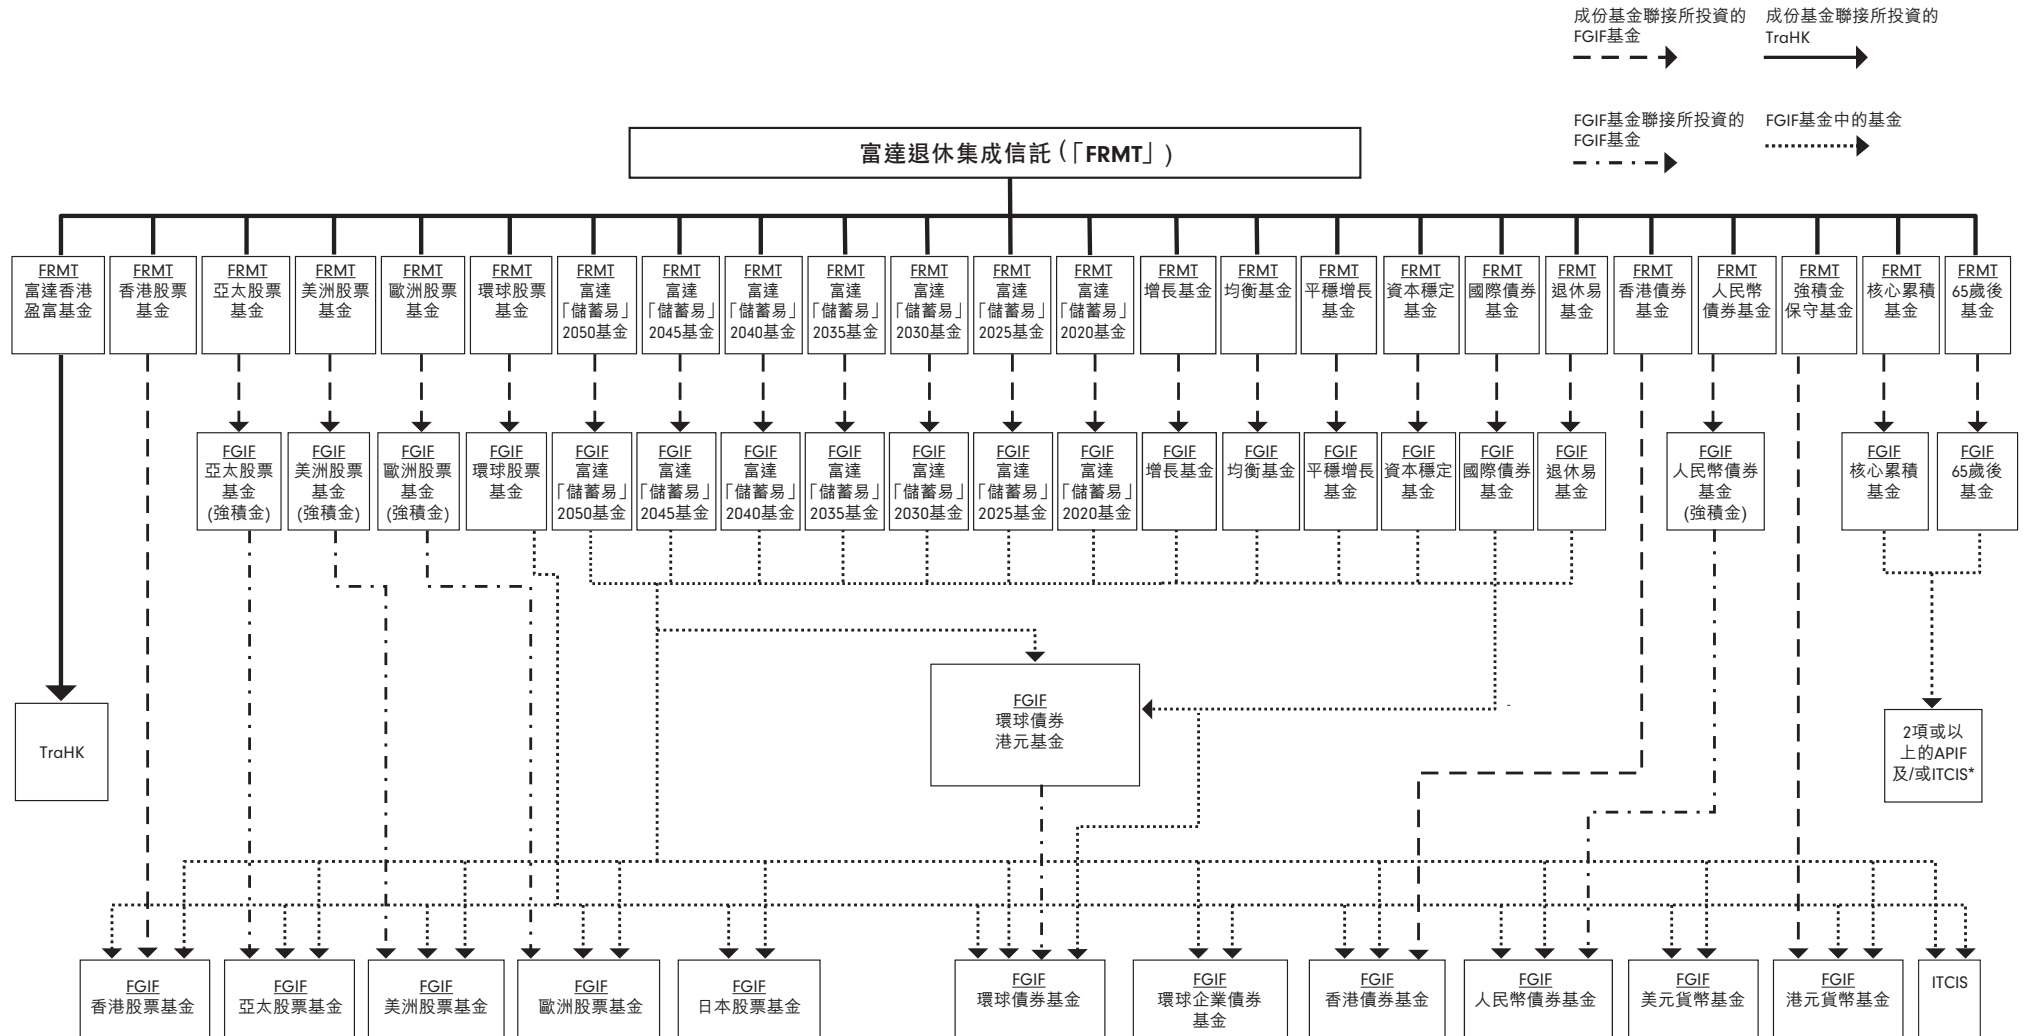 成份基金聯接所投資的
FGIF基金
成份基金聯接所投資的
TraHK
FGIF基金聯接所投資的
FGIF基金
FGIF基金中的基金
富達退休集成信託(「FRMT」)
FRMT
富達香港
盈富基金
FRMT
香港股票
基金
FRMT
亞太股票
基金
FRMT
美洲股票
基金
FRMT
歐洲股票
基金
FRMT
環球股票
基金
FRMT
富達
「儲蓄易」
2050基金
FRMT
富達
「儲蓄易」
2045基金
FRMT
富達
「儲蓄易」
2040基金
FRMT
富達
「儲蓄易」
2035基金
FRMT
富達
「儲蓄易」
2030基金
FRMT
富達
「儲蓄易」
2025基金
FRMT
富達
「儲蓄易」
2020基金
FRMT
增長基金
FRMT
均衡基金
FRMT
平穩增長
基金
FRMT
資本穩定
基金
FRMT
國際債券
基金
FRMT
退休易
基金
FRMT
香港債券
基金
FRMT
人民幣
債券基金
FRMT
強積金
保守基金
FRMT
核心累積
基金
FRMT
65歲後
基金
FGIF
亞太股票
基金
(強積金)
FGIF
美洲股票
基金
(強積金)
FGIF
歐洲股票
基金
(強積金)
FGIF
環球股票
基金
FGIF
富達
「儲蓄易」
2050基金
FGIF
富達
「儲蓄易」
2045基金
FGIF
富達
「儲蓄易」
2040基金
FGIF
富達
「儲蓄易」
2035基金
FGIF
富達
「儲蓄易」
2030基金
FGIF
富達
「儲蓄易」
2025基金
FGIF
富達
「儲蓄易」
2020基金
FGIF
增長基金
FGIF
均衡基金
FGIF
平穩增長
基金
FGIF
資本穩定
基金
FGIF
國際債券
基金
FGIF
退休易
基金
FGIF
人民幣債券
基金
(強積金)
FGIF
核心累積
基金
FGIF
65歲後
基金
TraHK
FGIF
環球債券
港元基金
2項或以
上的APIF
及/或ITCIS*
FGIF
香港股票基金
FGIF
亞太股票基金
FGIF
美洲股票基金
FGIF
歐洲股票基金
FGIF
日本股票基金
FGIF
環球債券基金
FGIF
環球企業債券
基金
FGIF
香港債券基金
FGIF
人民幣債券基金
FGIF
美元貨幣基金
FGIF
港元貨幣基金
ITCIS